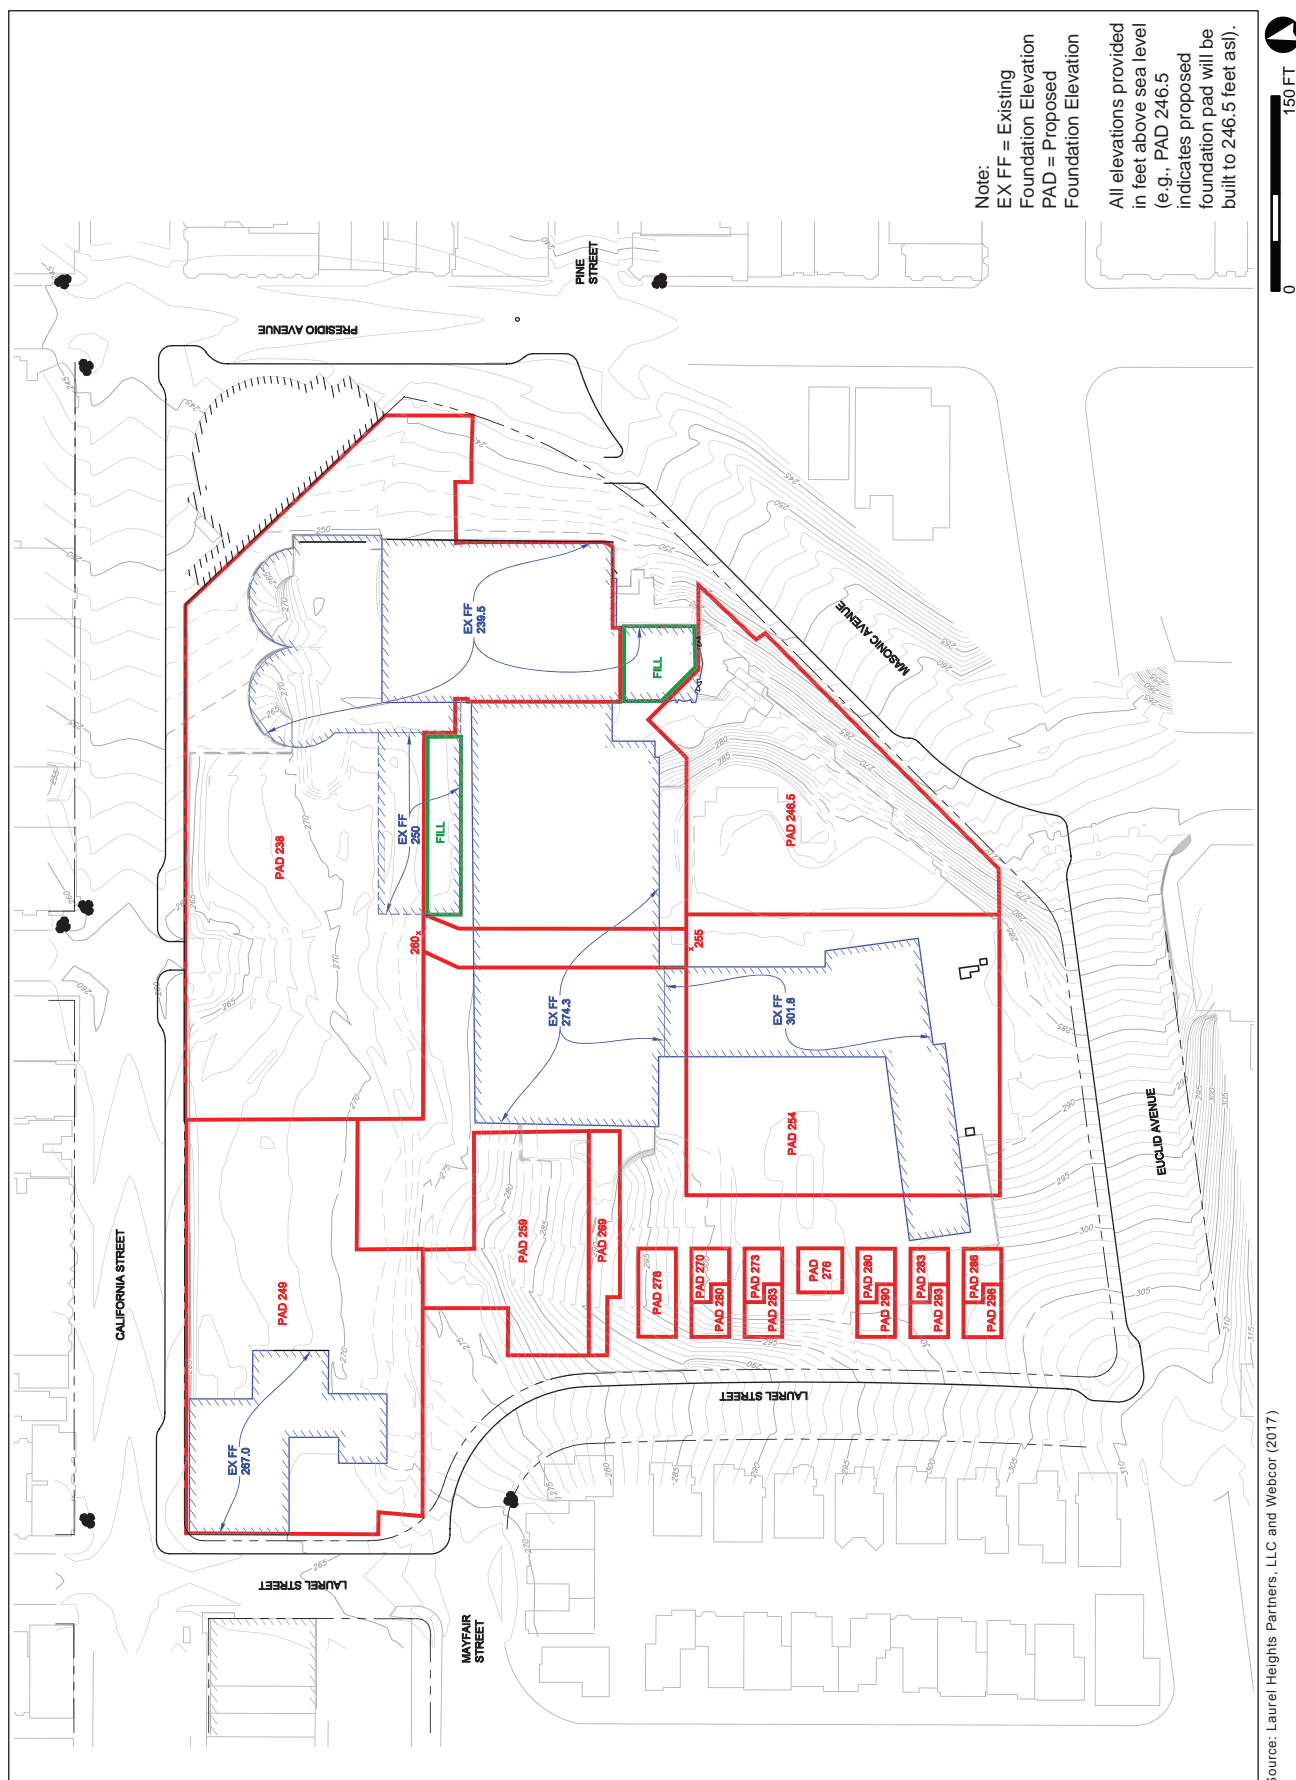 CALIFORNIA STREET
PRESIDIO AVENUE
PINE
STREET
MASONIC AVENUE
EUCLID AVENUE
LAUREL STREET
LAUREL STREET
MAYFAIR
STREET
EX FF
267.0
PAD 249
PAD 238
EX FF
250
FILL
EX FF
239.5
FILL
260 x
x 255
EX FF
274.3
EX FF
301.8
PAD 246.5
PAD 254
PAD 259
PAD 269
PAD 278
PAD 270
PAD 280
PAD 273
PAD 283
PAD
276
PAD 280
PAD 290
PAD 283
PAD 293
PAD 286
PAD 296
Note:
EX FF = Existing
Foundation Elevation
PAD = Proposed
Foundation Elevation
All elevations provided
in feet above sea level
(e.g., PAD 246.5
indicates proposed
foundation pad will be
built to 246.5 feet asl).
0 150 FT
Source: Laurel Heights Partners, LLC and Webcor (2017)